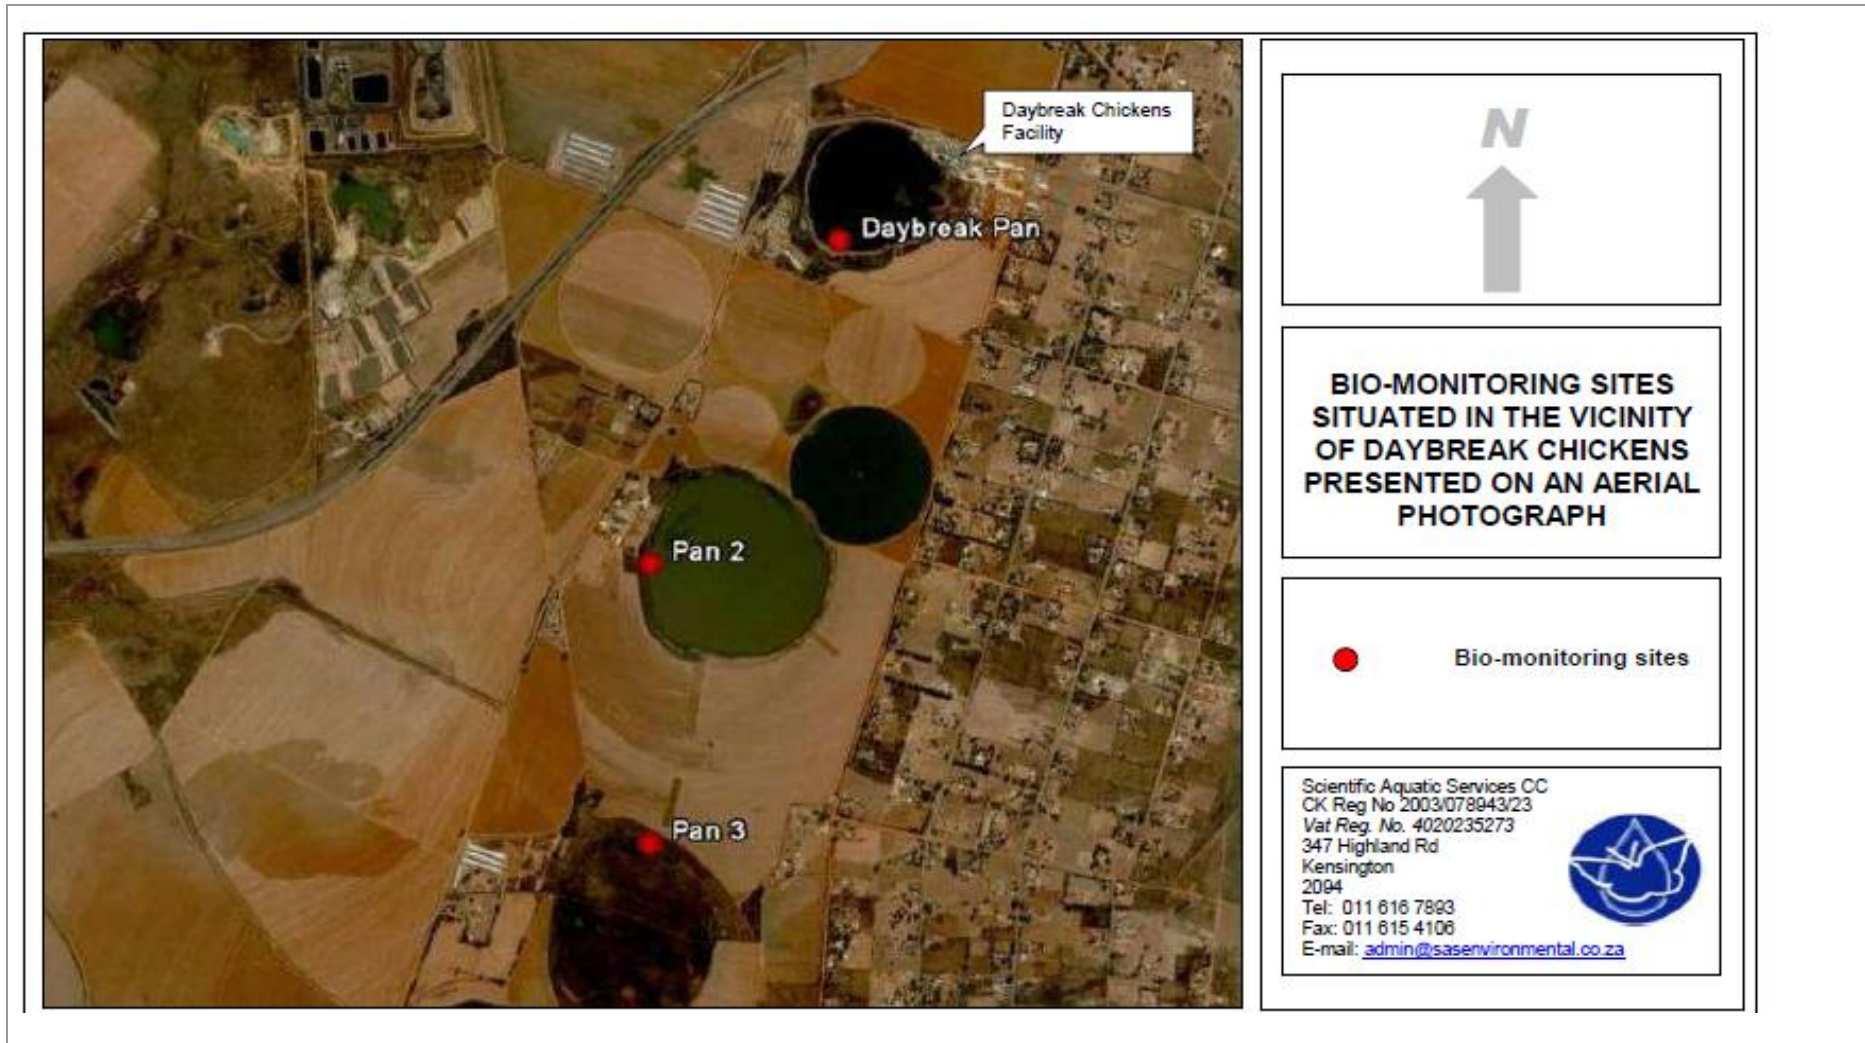 Daybreak Chickens
Facility
Daybreak Pan
Pan 2
Pan 3
N
BIO-MONITORING SITES
SITUATED IN THE VICINITY
OF DAYBREAK CHICKENS
PRESENTED ON AN AERIAL
PHOTOGRAPH
Bio-monitoring sites
Scientific Aquatic Services CC
CK Reg No 2003/078943/23
Vat Reg. No. 4020235273
347 Highland Rd
Kensington
2094
Tel: 011 616 7893
Fax: 011 615 4106
E-mail: admin@sasenvironmental.co.za